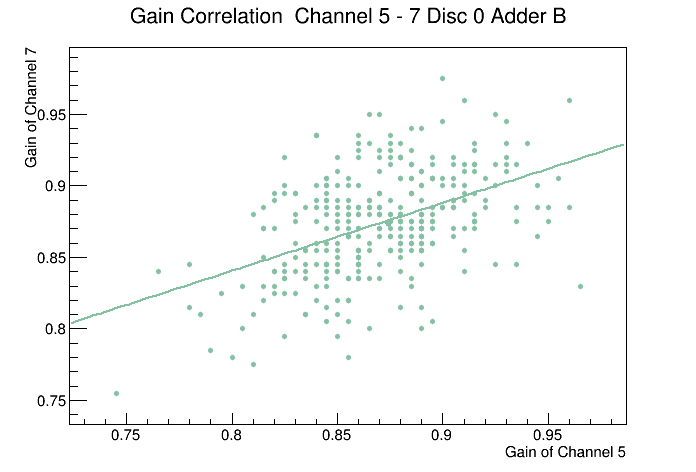 Gain Correlation  Channel 5 - 7 Disc 0 Adder B
Gain of Channel 7
0.95
0.9
0.85
0.8
0.75
0.75 0.8 0.85 0.9 0.95
Gain of Channel 5